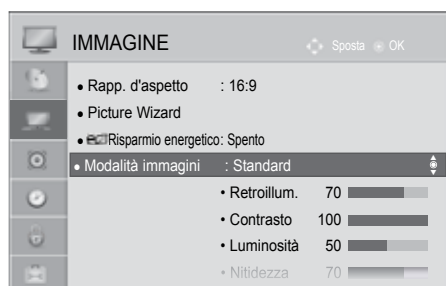 IMMAGINE
Sposta OK
• Rapp. d'aspetto : 16:9
• Picture Wizard
• Risparmio energetico: Spento
• Modalità immagini : Standard
• Retroillum. 70
• Contrasto 100
• Luminosità 50
• Nitidezza 70